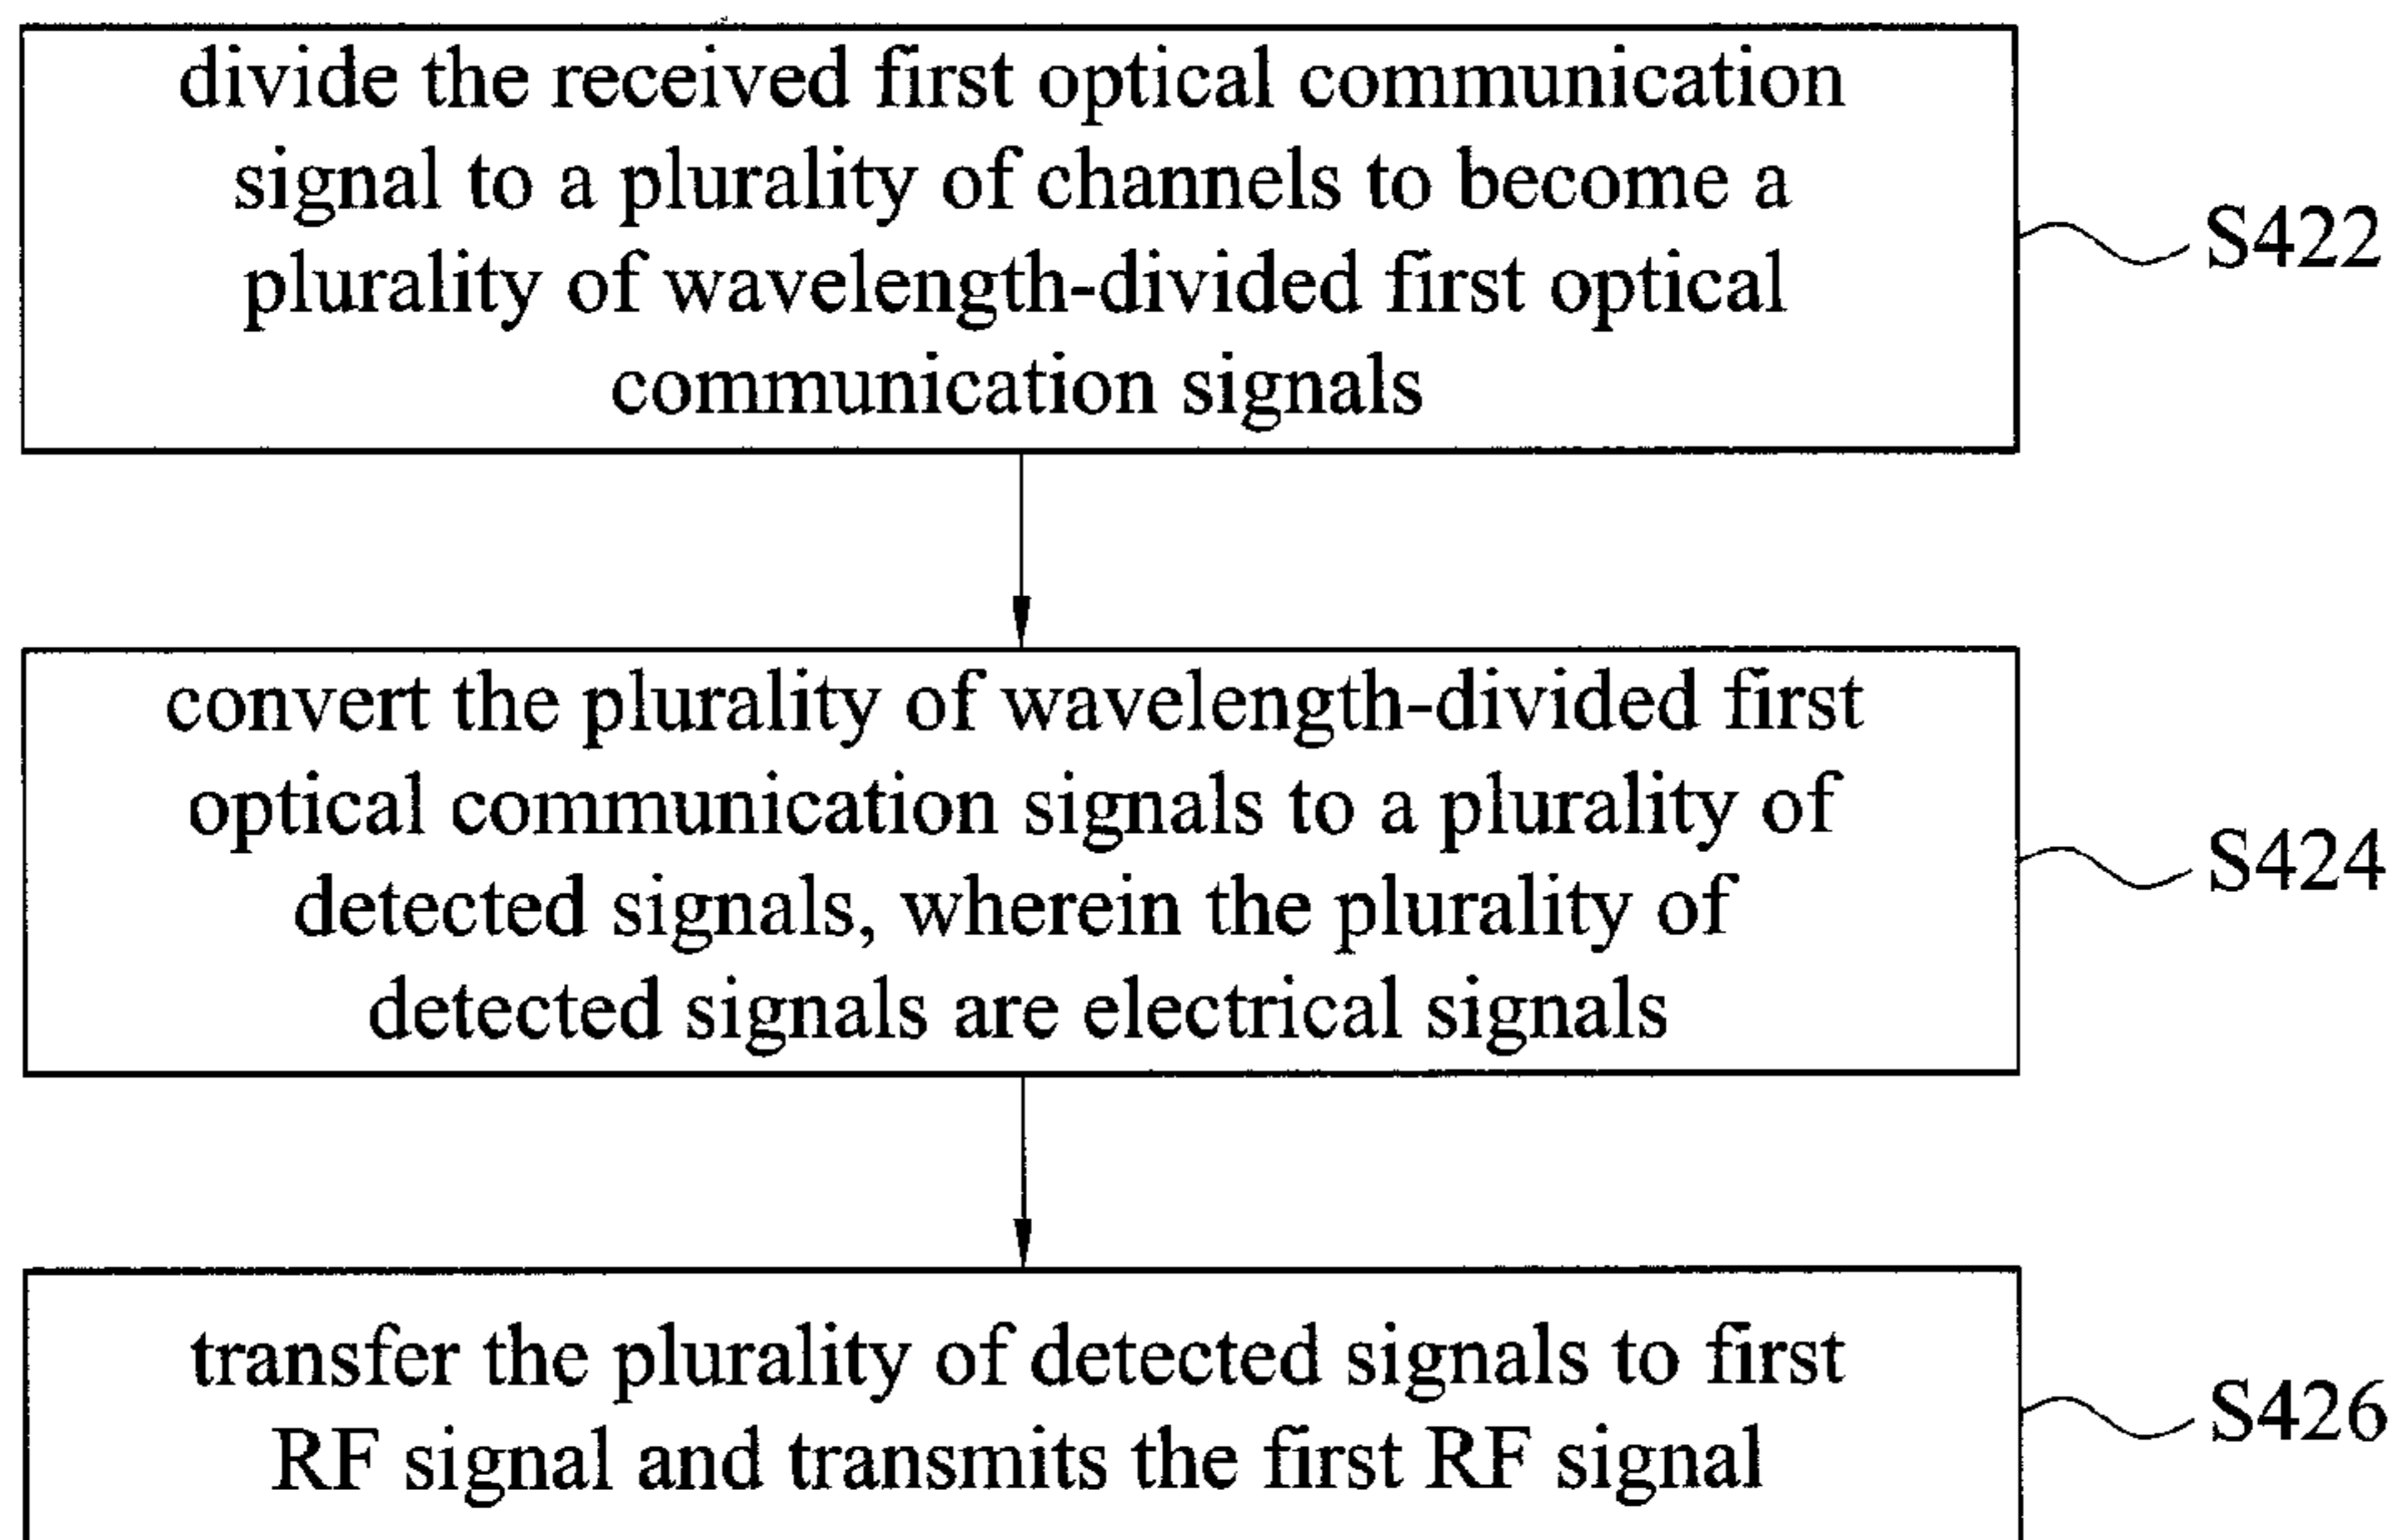 divide the received first optical communication
signal to a plurality of channels to become a
plurality of wavelength-divided first optical
communication signals
S422
convert the plurality of wavelength-divided first
optical communication signals to a plurality of
detected signals, wherein the plurality of
detected signals are electrical signals
S424
transfer the plurality of detected signals to first
RF signal and transmits the first RF signal
S426